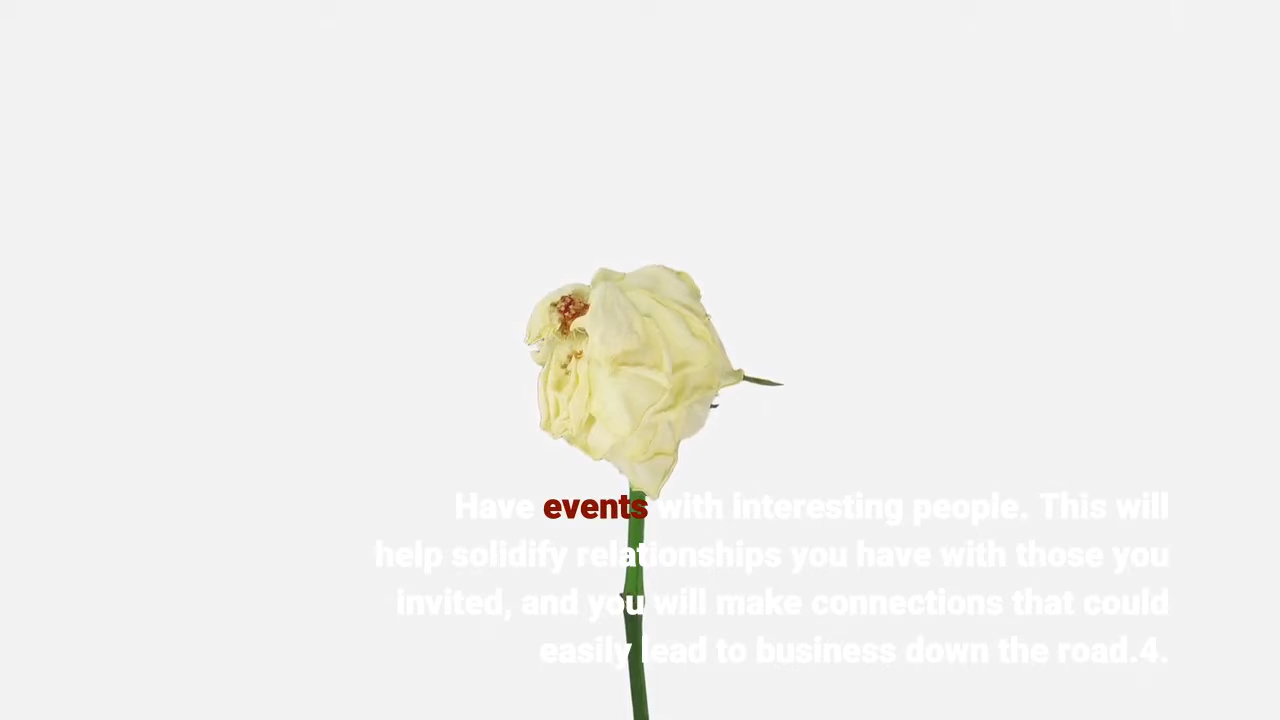 Have events with interesting people. This will
help solidify relationships you have with those you
invited, and you will make connections that could
easily lead to business down the road.4.